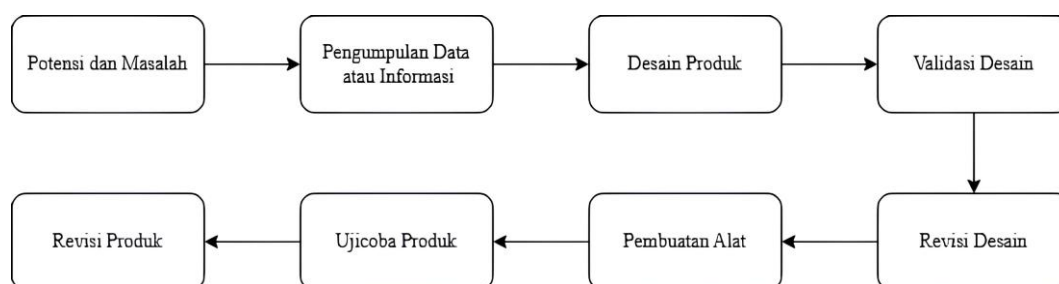 Potensi dan Masalah
Pengumpulan Data
atau Informasi
Desain Produk
Validasi Desain
Revisi Desain
Pembuatan Alat
Ujicoba Produk
Revisi Produk